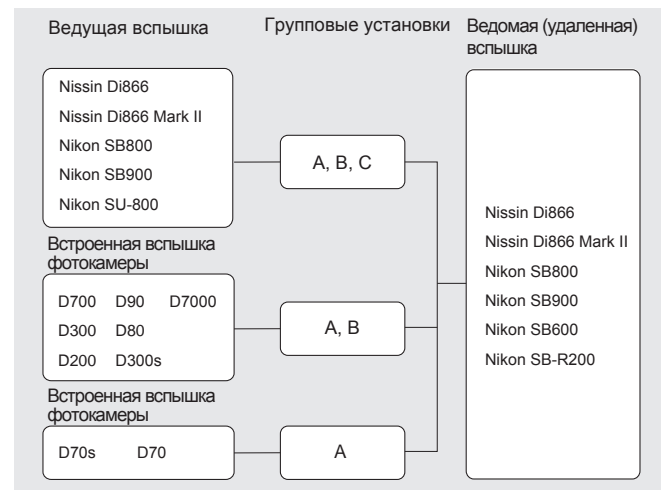 Ведущая вспышка
Групповые установки
Ведомая (удаленная)
вспышка
Nissin Di866
Nissin Di866 Mark II
Nikon SB800
Nikon SB900
Nikon SU-800
A, B, C
Встроенная вспышка
фотокамеры
D700 D90 D7000
D300 D80
D200 D300s
A, B
Встроенная вспышка
фотокамеры
D70s D70
A
Nissin Di866
Nissin Di866 Mark II
Nikon SB800
Nikon SB900
Nikon SB600
Nikon SB-R200